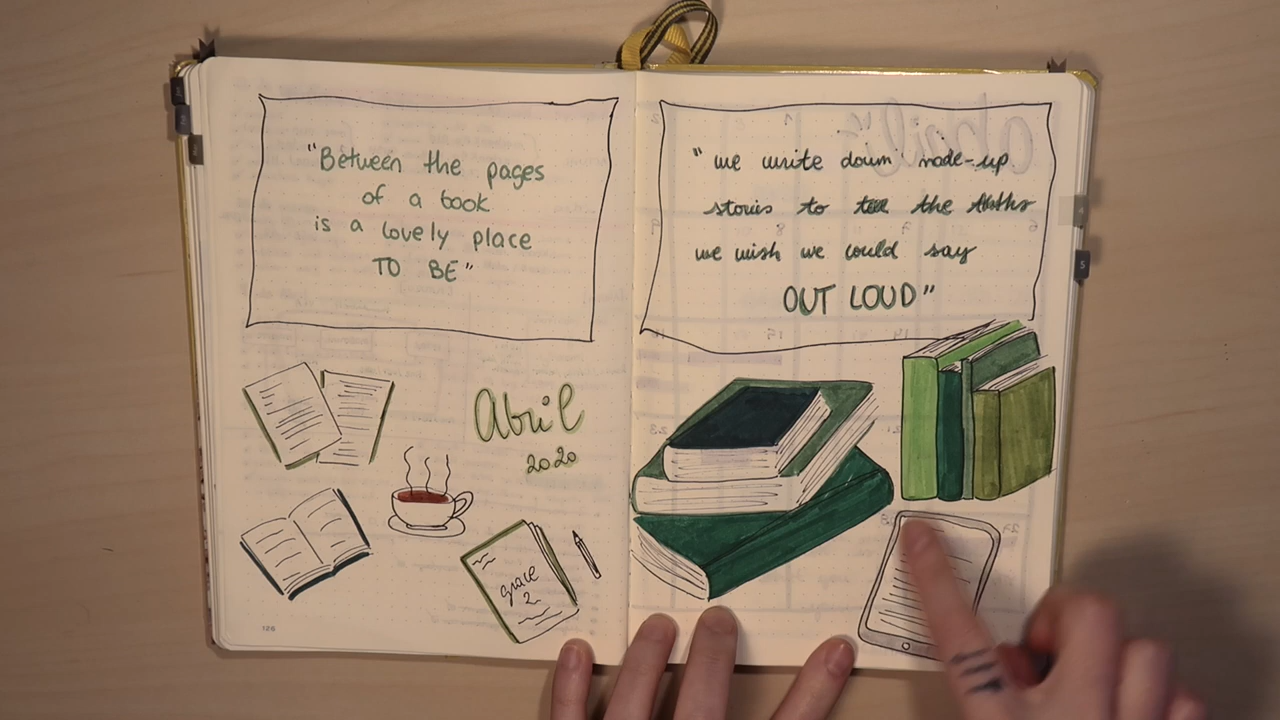 "Between the pages
of a book
is a lovely place
TO BE"
Abril
2020
grace
2
126
"we write down made-up
stories to tell the truths
we wish we could say
OUT LOUD"